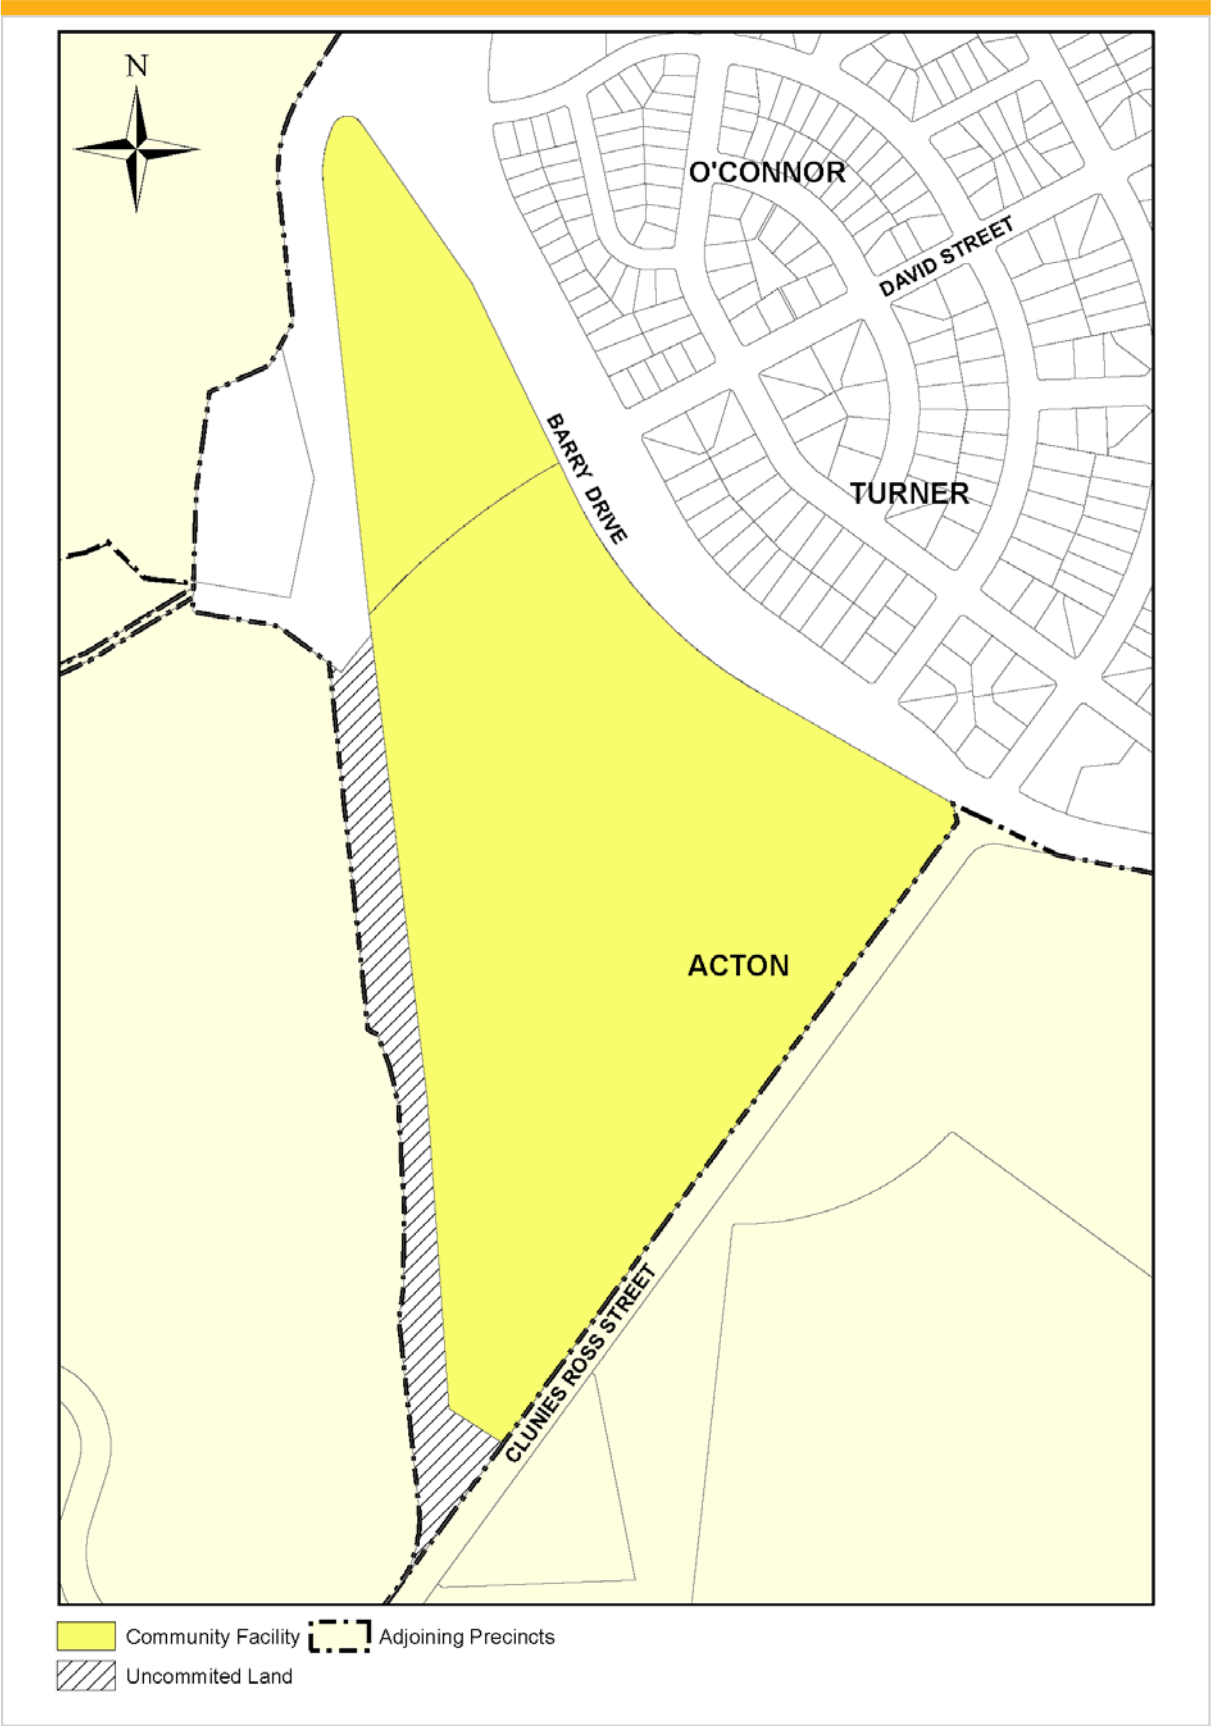 N
O'CONNOR
DAVID STREET
BARRY DRIVE
TURNER
ACTON
CLUNIES ROSS STREET
Community Facility
Adjoining Precincts
Uncommited Land